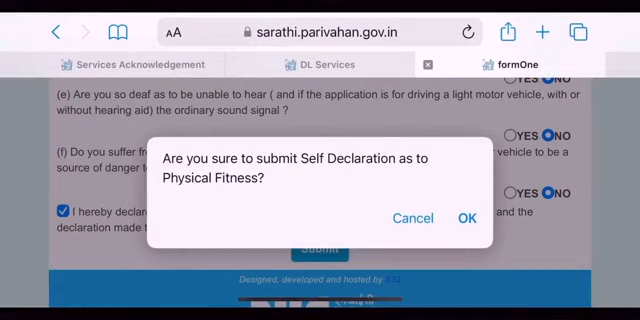 AA
sarathi.parivahan.gov.in
Services Acknowledgement
DL Services
formOne
YES NO
(e) Are you so deaf as to be unable to hear ( and if the application is for driving a light motor vehicle, with or
without hearing aid) the ordinary sound signal ?
YES NO
(f) Do you suffer
vehicle to be a
source of danger
YES NO
I hereby
and the
declaration made
Are you sure to submit Self Declaration as to
Physical Fitness?
Cancel
OK
Submit
Designed, developed and hosted by